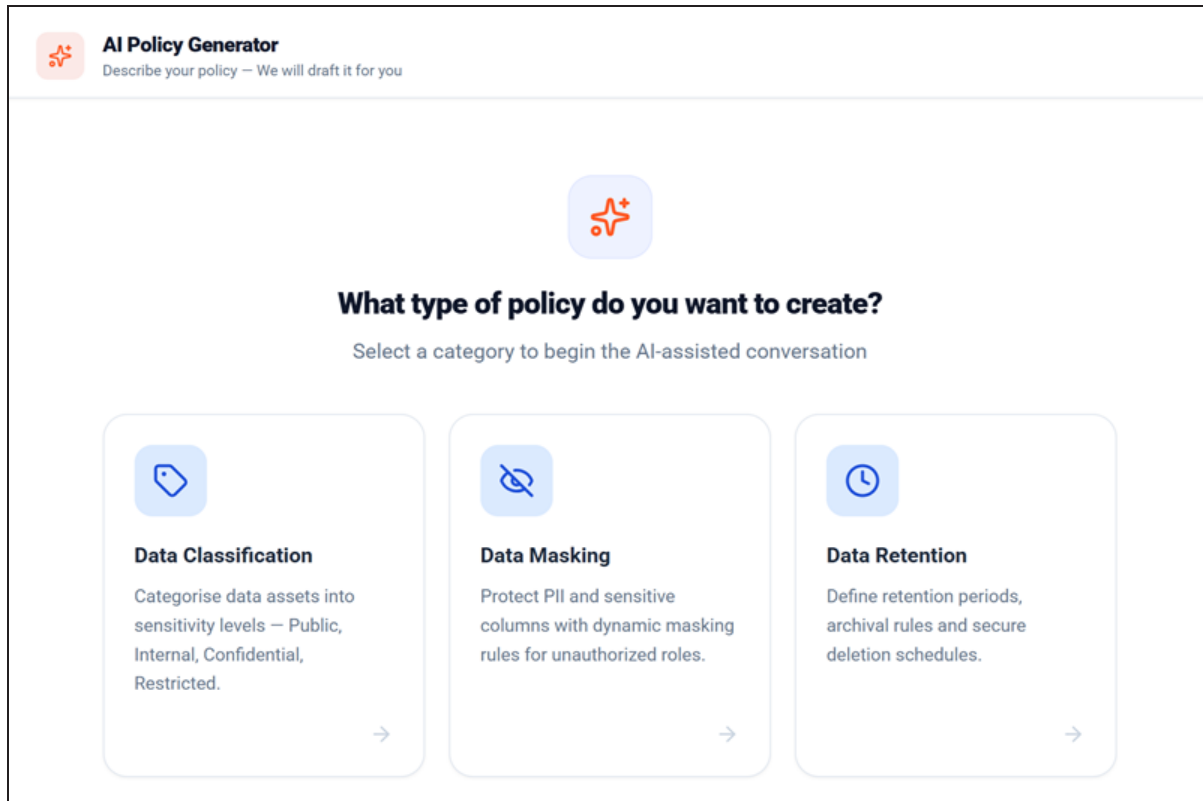 AI Policy Generator
Describe your policy — We will draft it for you
What type of policy do you want to create?
Select a category to begin the AI-assisted conversation
Data Classification
Categorise data assets into
sensitivity levels — Public,
Internal, Confidential,
Restricted.
Data Masking
Protect PII and sensitive
columns with dynamic masking
rules for unauthorized roles.
Data Retention
Define retention periods,
archival rules and secure
deletion schedules.